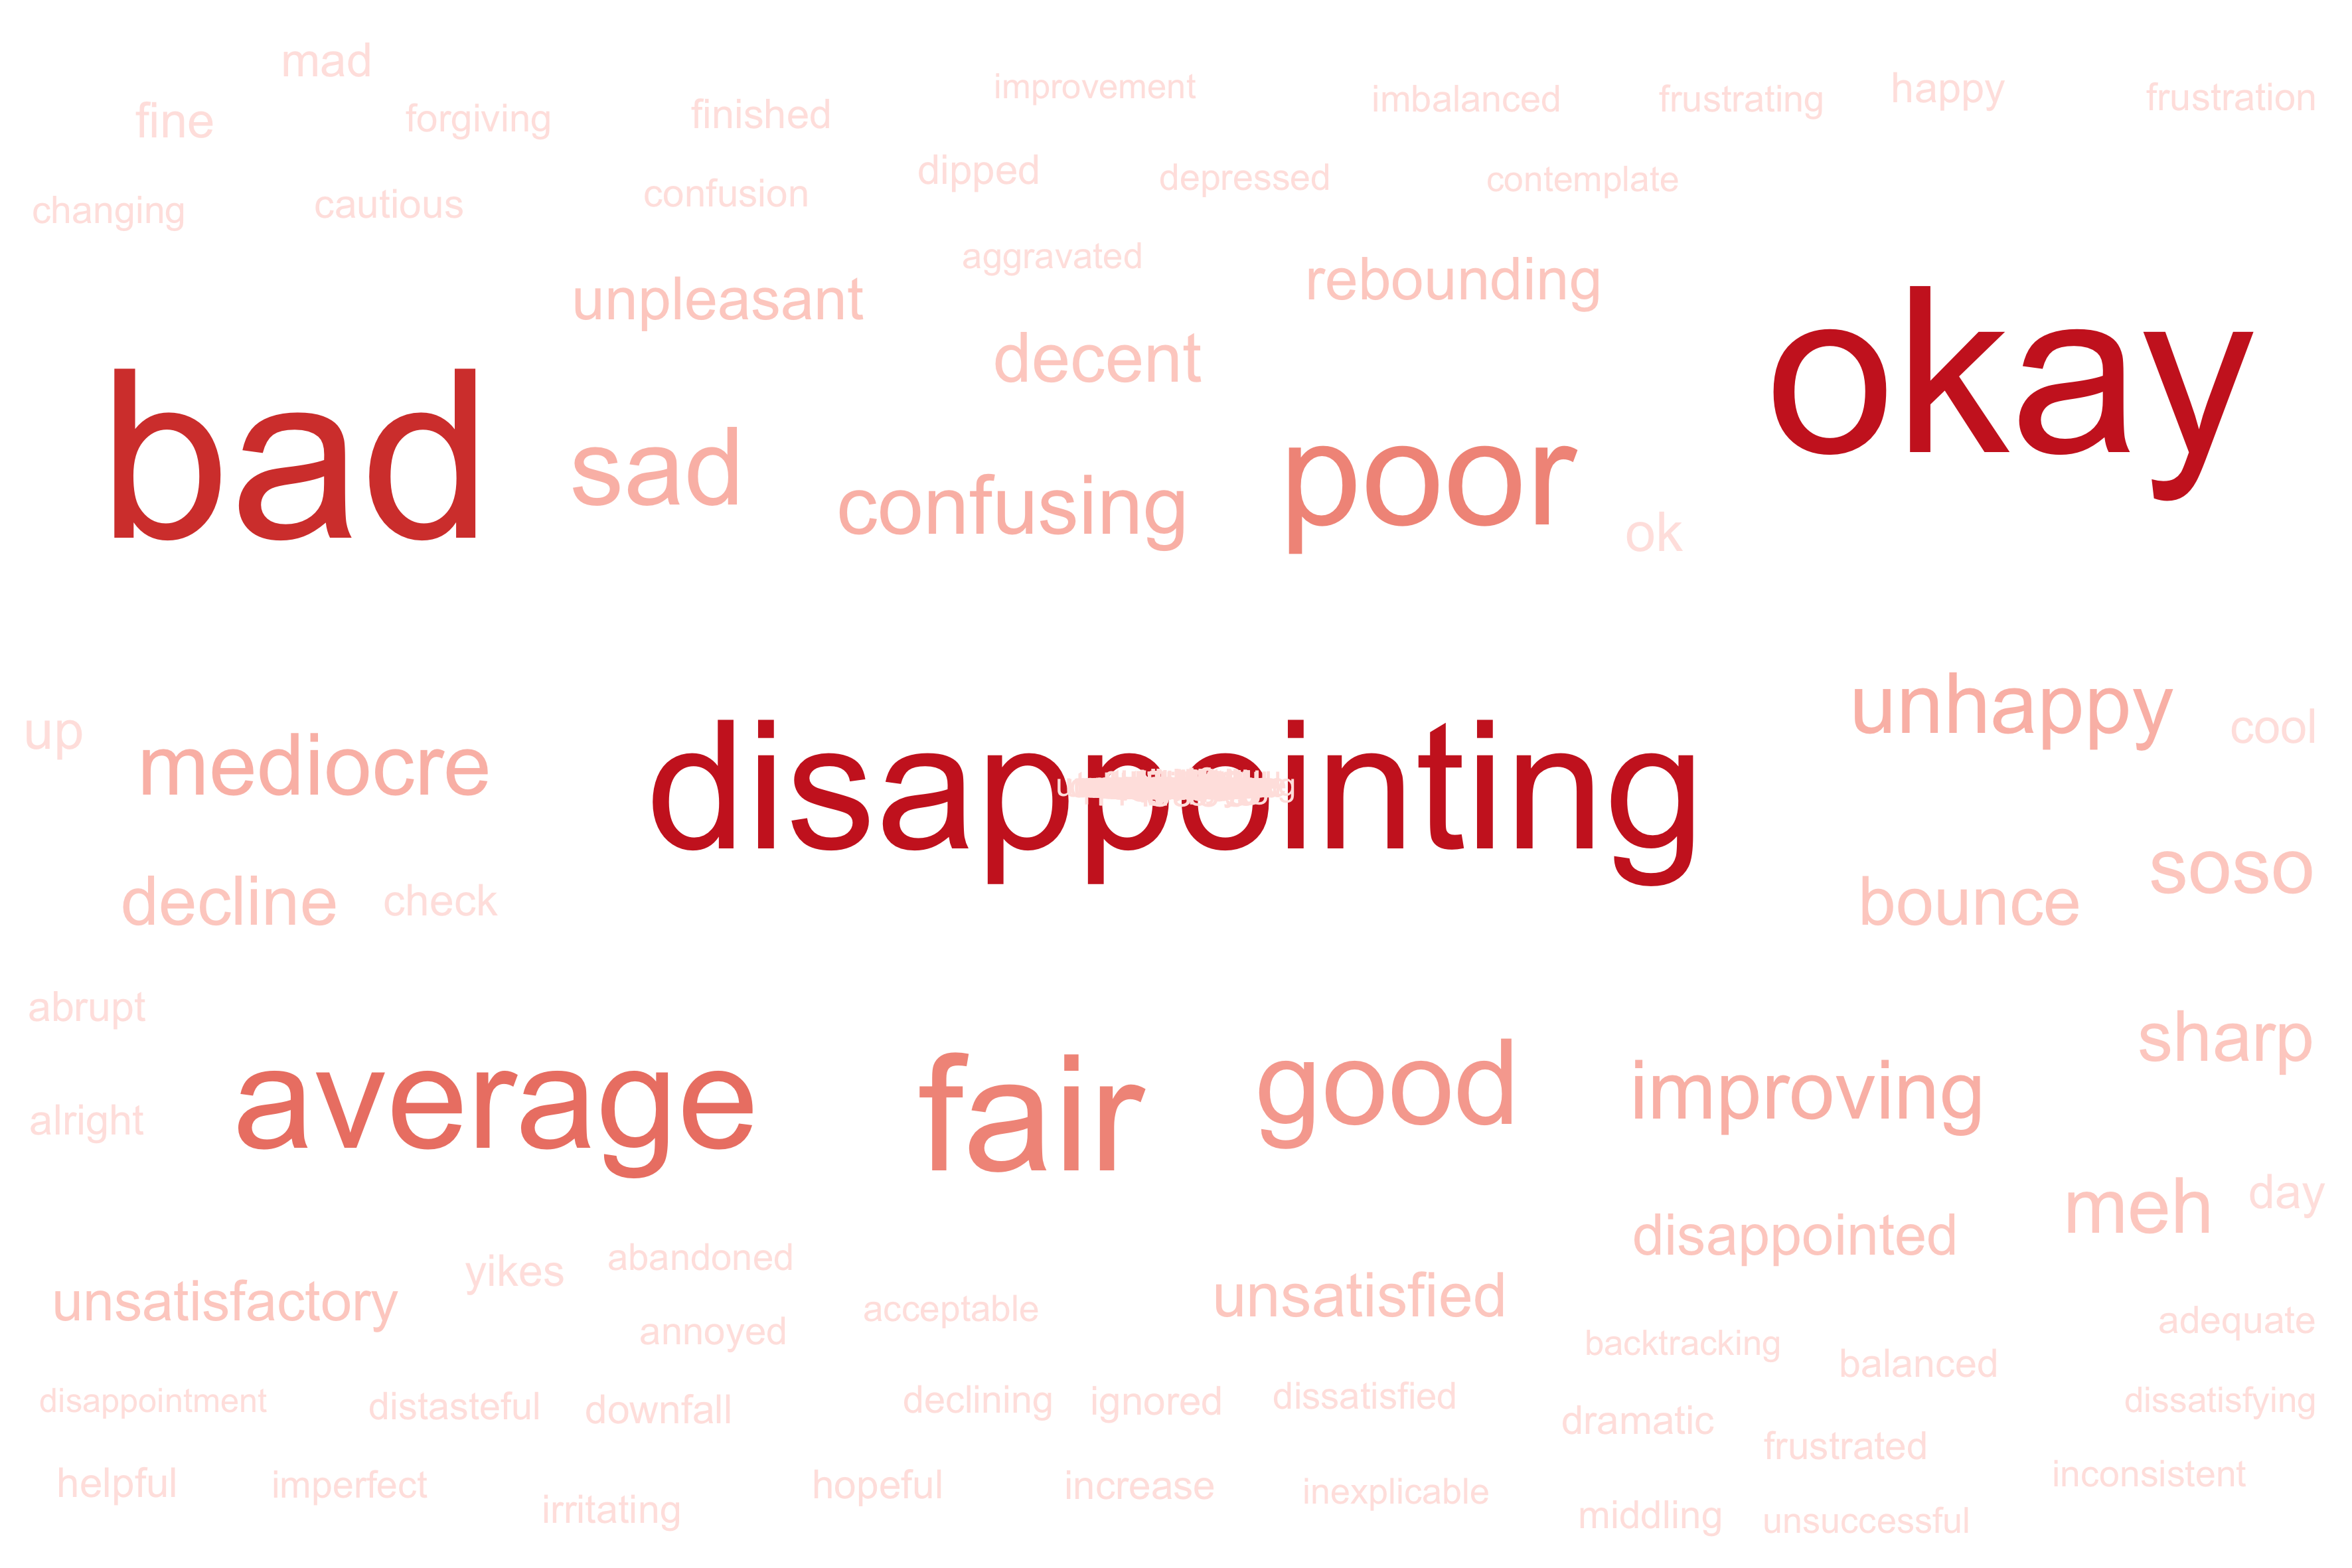 mad
fine
forgiving
finished
improvement
imbalanced
frustrating
happy
frustration
changing
cautious
confusion
dipped
depressed
contemplate
aggravated
unpleasant
rebounding
decent
okay
bad
sad
confusing
poor
ok
up
mediocre
disappointing
unhappy
cool
decline
check
bounce
soso
abrupt
sharp
alright
average
fair
good
improving
meh
day
disappointed
unsatisfactory
yikes
abandoned
annoyed
acceptable
unsatisfied
backtracking
balanced
adequate
disappointment
distasteful
downfall
declining
ignored
dissatisfied
dramatic
frustrated
dissatisfying
helpful
imperfect
irritating
hopeful
increase
inexplicable
middling
unsuccessful
inconsistent